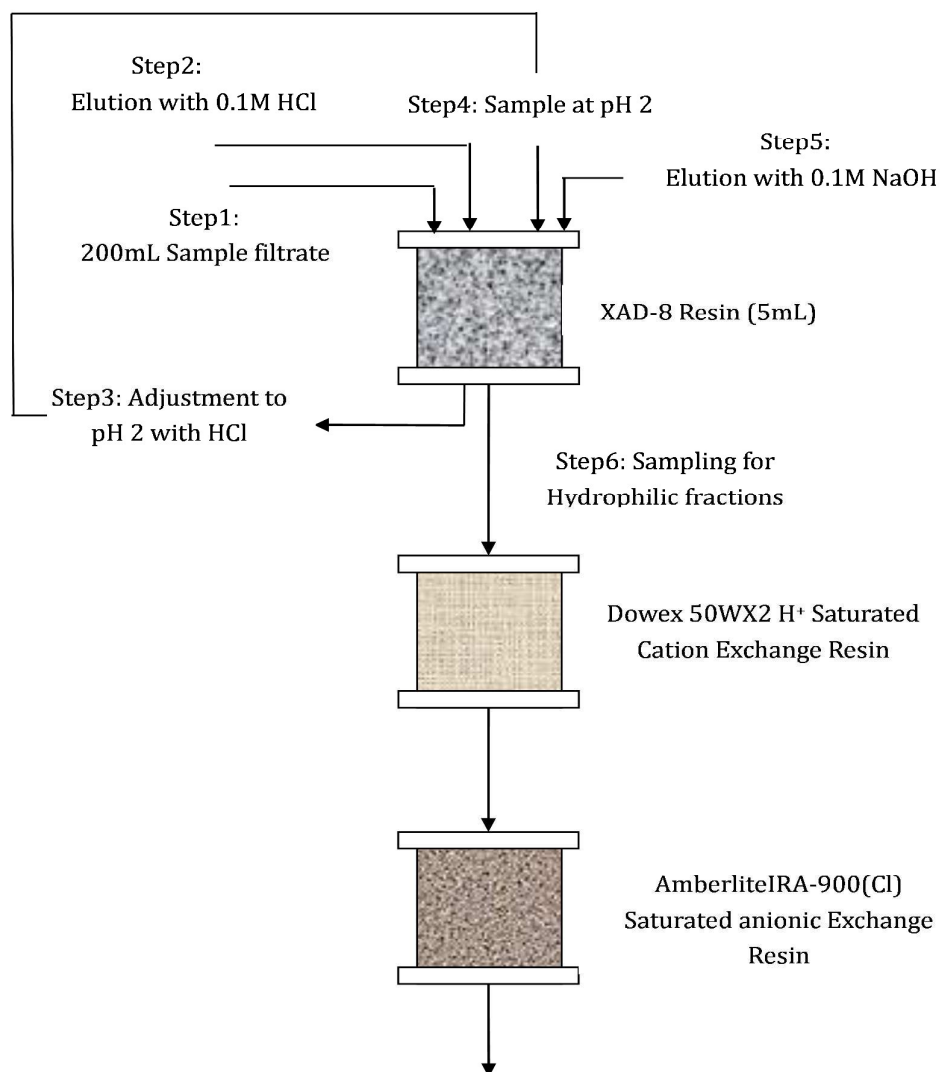 Step2:
Elution with 0.1M HCl
Step4: Sample at pH 2
Step5:
Elution with 0.1M NaOH
Step1:
200mL Sample filtrate
XAD-8 Resin (5mL)
Step3: Adjustment to
pH 2 with HCl
Step6: Sampling for
Hydrophilic fractions
Dowex 50WX2 H⁺ Saturated
Cation Exchange Resin
AmberliteIRA-900(Cl)
Saturated anionic Exchange
Resin